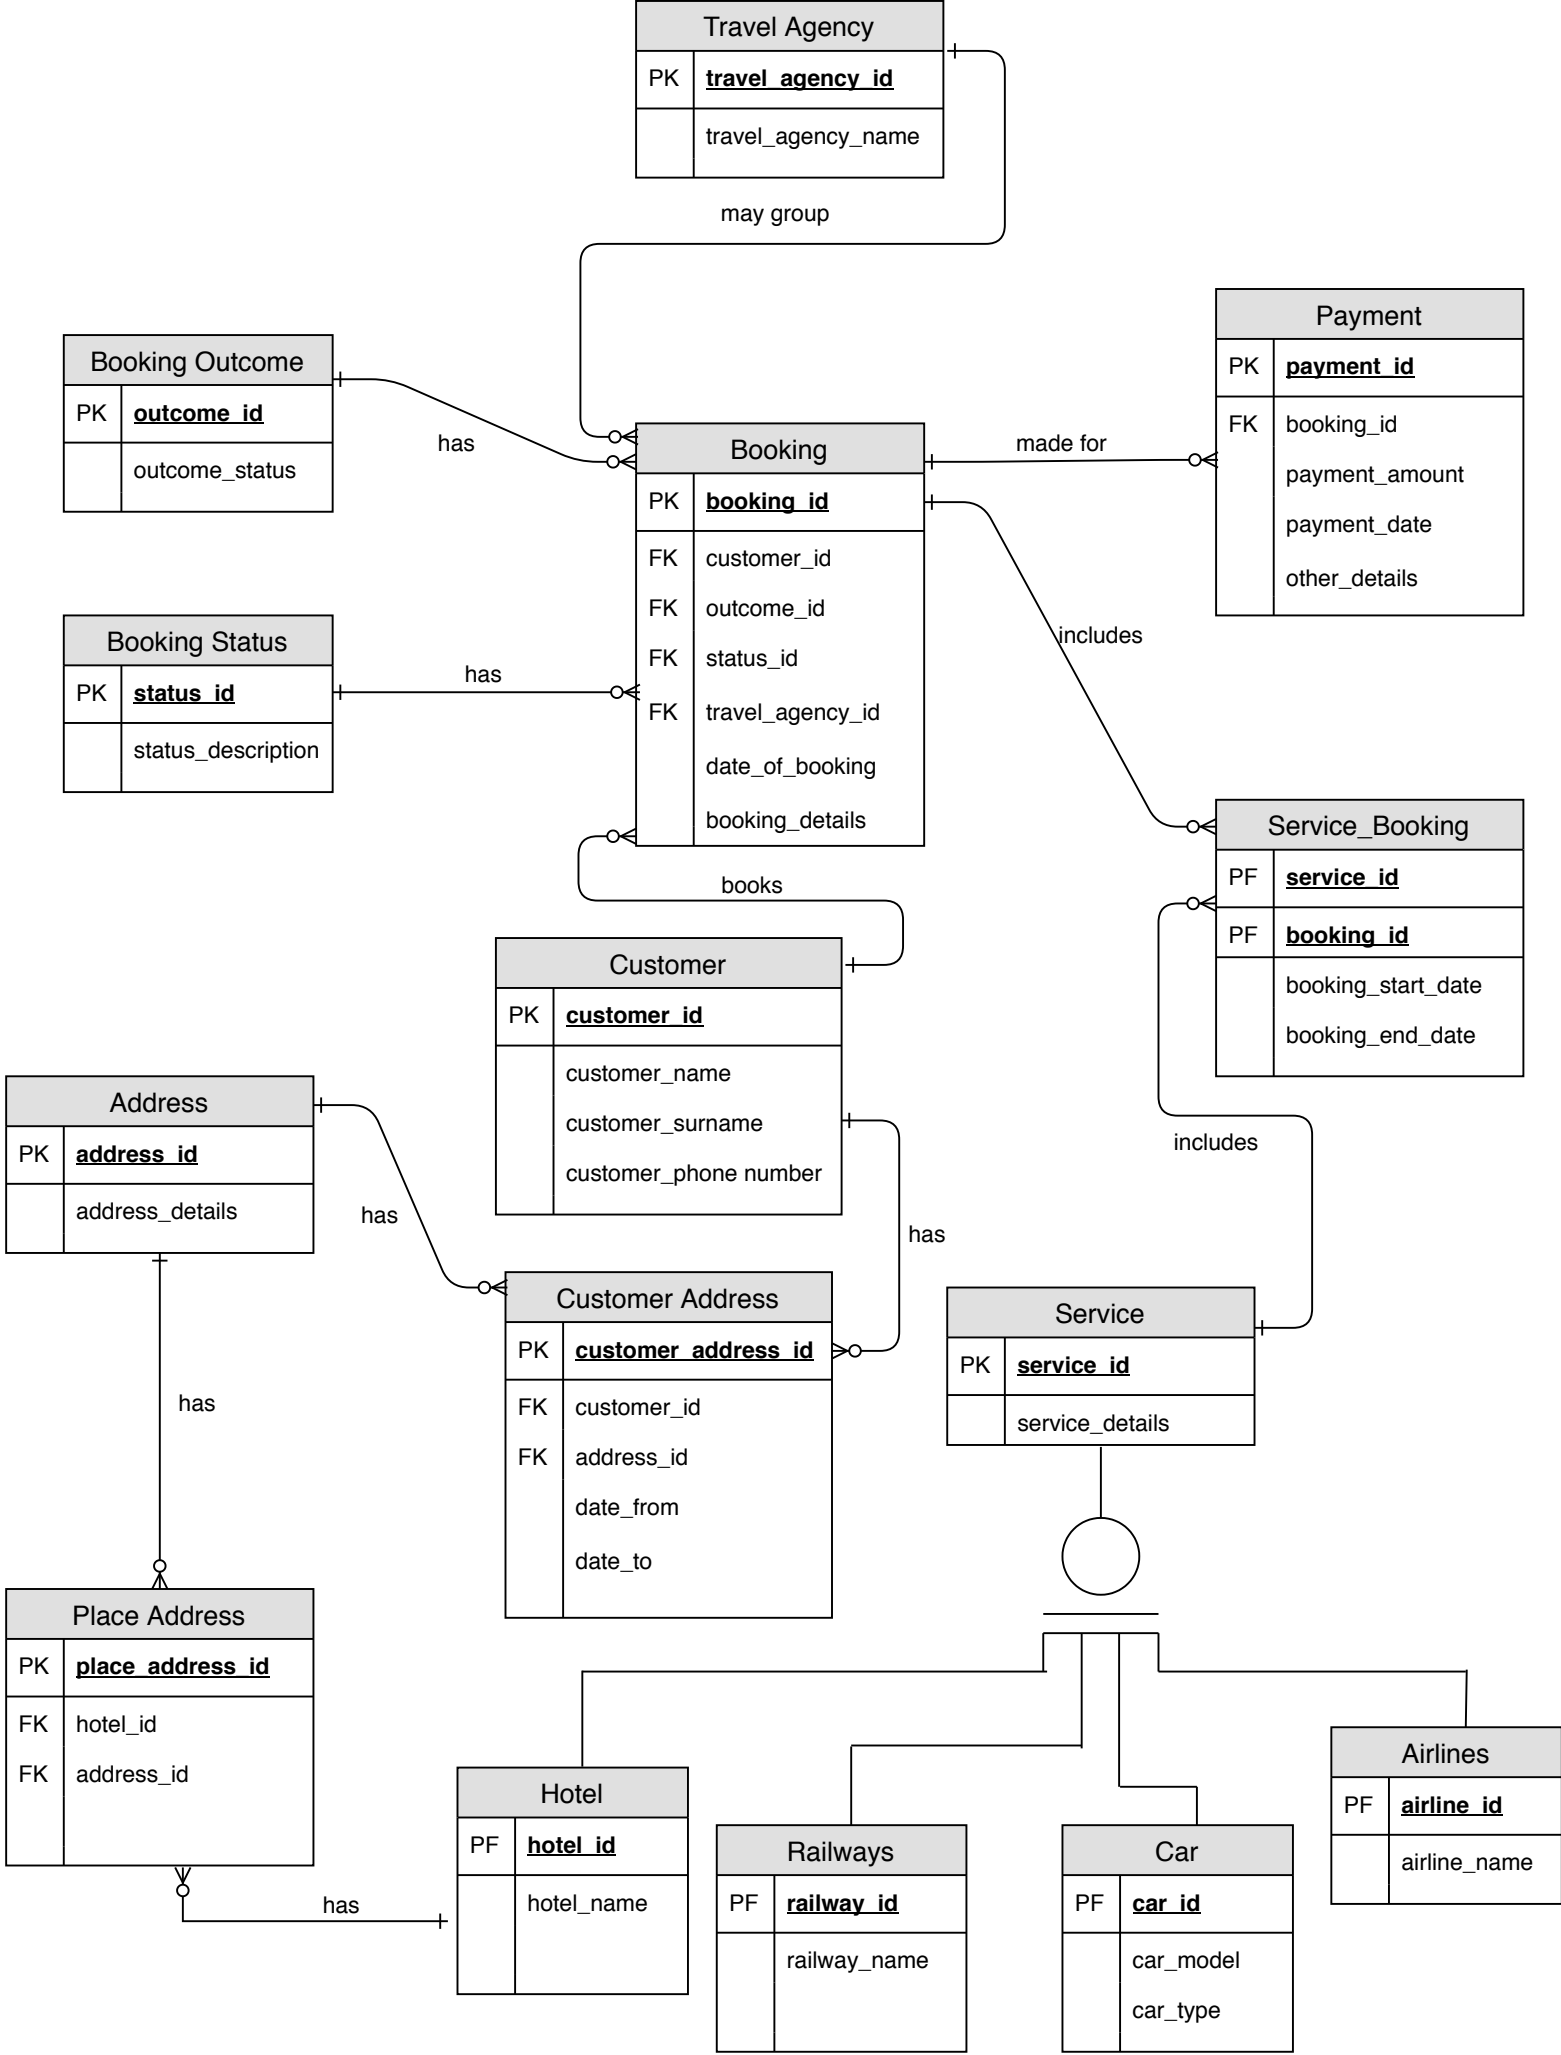 Travel Agency
PK travel_agency_id
travel_agency_name
may group
Payment
PK payment_id
FK booking_id
payment_amount
payment_date
other_details
Booking Outcome
PK outcome_id
outcome_status
has
Booking
PK booking_id
FK customer_id
FK outcome_id
FK status_id
FK travel_agency_id
date_of_booking
booking_details
made for
includes
Booking Status
PK status_id
status_description
has
Service_Booking
PF service_id
PF booking_id
booking_start_date
booking_end_date
books
Customer
PK customer_id
customer_name
customer_surname
customer_phone number
Address
PK address_id
address_details
has
has
includes
Customer Address
PK customer_address_id
FK customer_id
FK address_id
date_from
date_to
Service
PK service_id
service_details
has
Place Address
PK place_address_id
FK hotel_id
FK address_id
has
Hotel
PF hotel_id
hotel_name
Railways
PF railway_id
railway_name
Car
PF car_id
car_model
car_type
Airlines
PF airline_id
airline_name